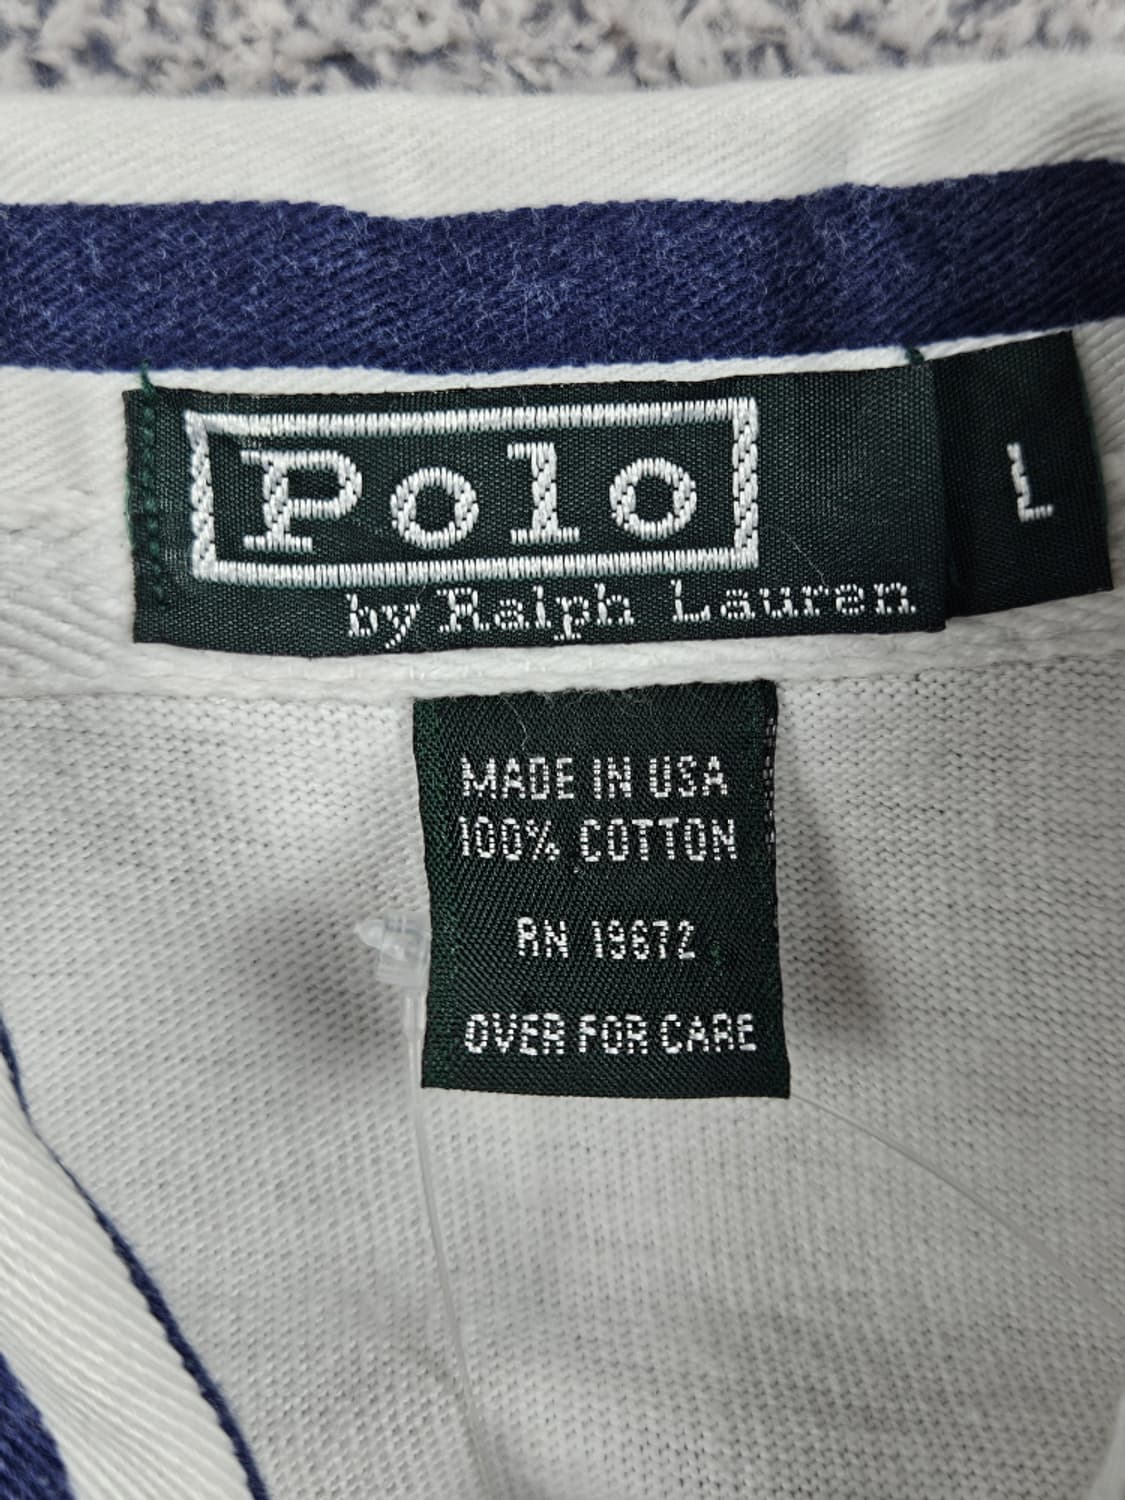 Polo
by Ralph Lauren
L
MADE IN USA
100% COTTON
RN 19672
OVER FOR CARE